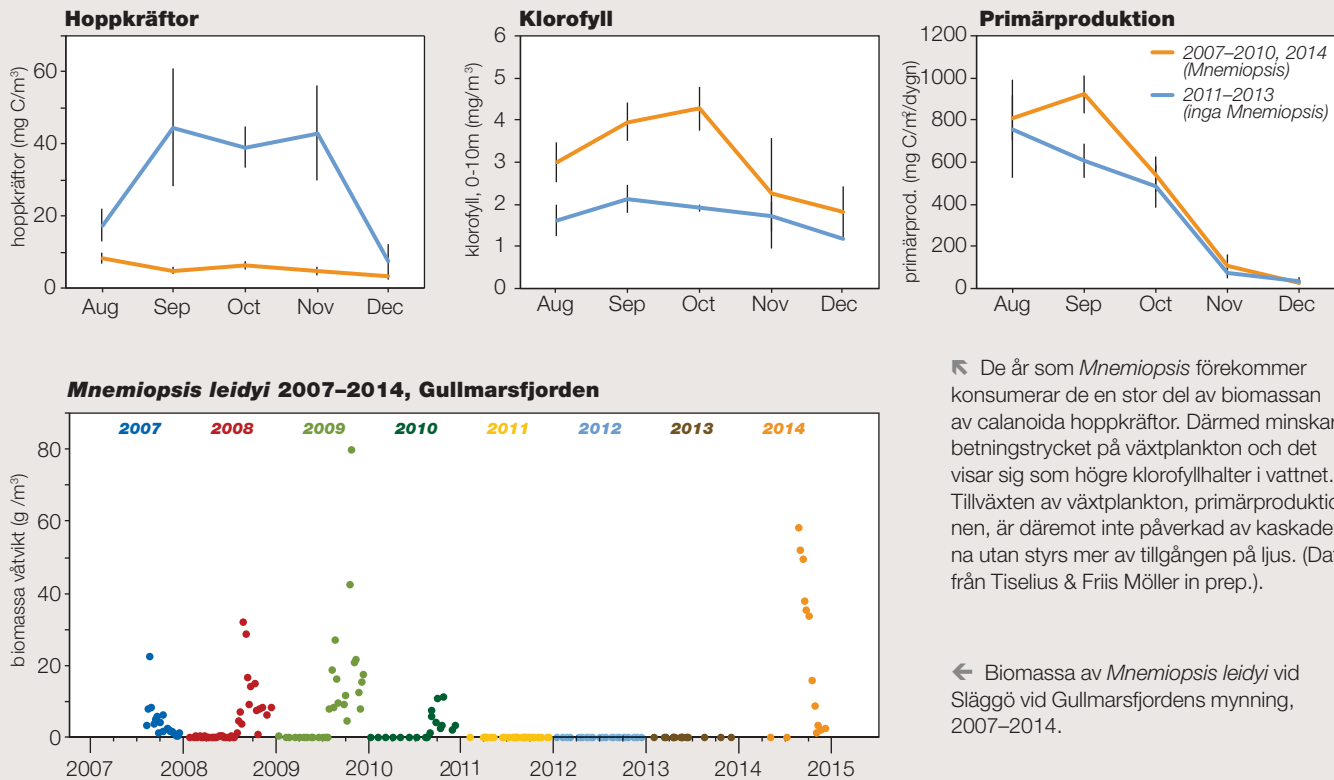 Hoppkräftor
hoppkräftor (mg C/m³)
60
40
20
0
Aug Sep Oct Nov Dec
Klorofyll
klorofyll, 0-10m (mg/m³)
6
5
4
3
2
1
0
Aug Sep Oct Nov Dec
Primärproduktion
primärprod. (mg C/m²/dygn)
1200
1000
800
600
400
200
0
Aug Sep Oct Nov Dec
2007–2010, 2014
(Mnemiopsis)
2011–2013
(inga Mnemiopsis)
Mnemiopsis leidyi 2007–2014, Gullmarsfjorden
biomassa våtvikt (g /m³)
2007 2008 2009 2010 2011 2012 2013 2014
80
60
40
20
0
2007 2008 2009 2010 2011 2012 2013 2014 2015
De år som Mnemiopsis förekommer
konsumerar de en stor del av biomassan
av calanoida hoppkräftor. Därmed minskar
betningstrycket på växtplankton och det
visar sig som högre klorofyllhalter i vattnet.
Tillväxten av växtplankton, primärproduktio
nen, är däremot inte påverkad av kaskade
na utan styrs mer av tillgången på ljus. (Da
från Tiselius & Friis Möller in prep.).
Biomassa av Mnemiopsis leidyi vid
Släggö vid Gullmarsfjordens mynning,
2007–2014.